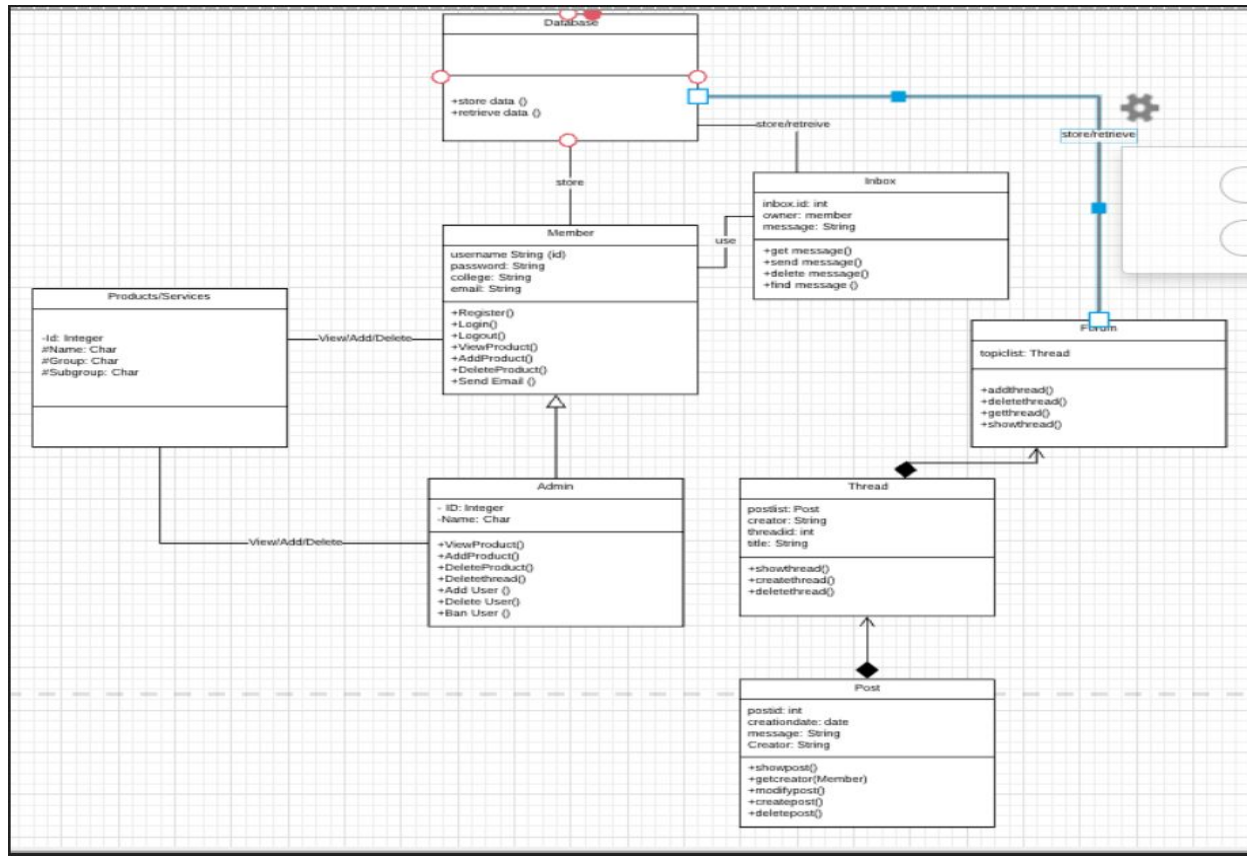 Database
+store data ()
+retrieve data ()
store/retreive
store/retrieve
store
Inbox
inbox.id: int
owner: member
message: String
+get message()
+send message()
+delete message()
+find message ()
use
Member
username String (id)
password: String
college: String
email: String
+Register()
+Login()
+Logout()
+ViewProduct()
+AddProduct()
+DeleteProduct()
+Send Email ()
Products/Services
-Id: Integer
#Name: Char
#Group: Char
#Subgroup: Char
View/Add/Delete
Forum
topiclist: Thread
+addthread()
+deletethread()
+getthread()
+showthread()
Admin
- ID: Integer
-Name: Char
+ViewProduct()
+AddProduct()
+DeleteProduct()
+Deletethread()
+Add User ()
+Delete User()
+Ban User ()
View/Add/Delete
Thread
postlist: Post
creator: String
threadid: int
title: String
+showthread()
+createthread()
+deletethread()
Post
postid: int
creationdate: date
message: String
Creator: String
+showpost()
+getcreator(Member)
+modifypost()
+createpost()
+deletepost()